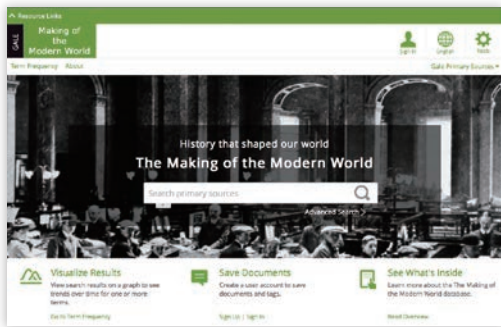 Resource Links
GALE
Making of
the
Modern World
Sign In
English
Tools
Term Frequency About
Gale Primary Sources
History that shaped our world
The Making of the Modern World
Search primary sources
Advanced Search
Visualize Results
View search results on a graph to see
trends over time for one or more
terms.
Go to Term Frequency
Save Documents
Create a user account to save
documents and tags.
Sign Up | Sign In
See What's Inside
Learn more about the The Making of
the Modern World database.
Read Overview